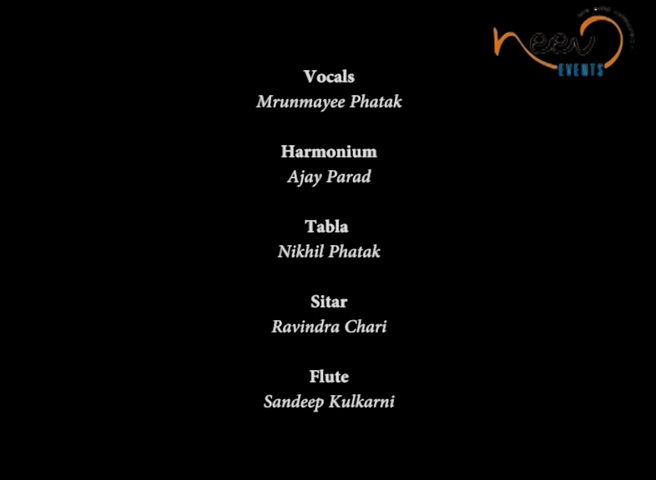 neev
EVENTS
Vocals
Mrunmayee Phatak
Harmonium
Ajay Parad
Tabla
Nikhil Phatak
Sitar
Ravindra Chari
Flute
Sandeep Kulkarni